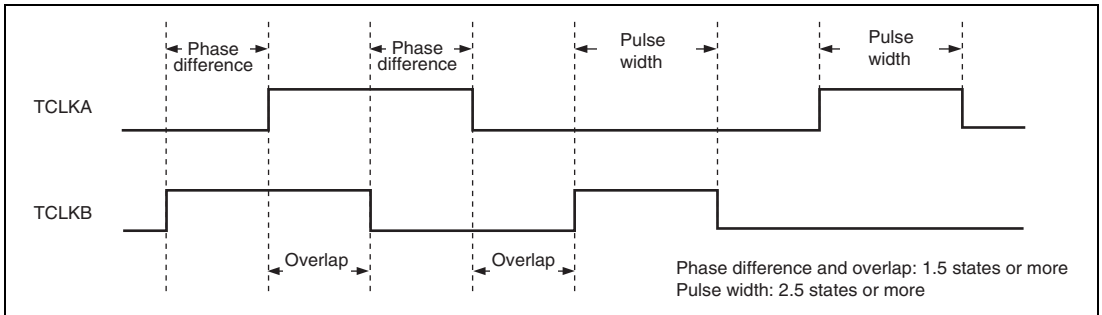 Phase
difference
Phase
difference
Pulse
width
Pulse
width
TCLKA
TCLKB
Overlap
Overlap
Phase difference and overlap: 1.5 states or more
Pulse width: 2.5 states or more